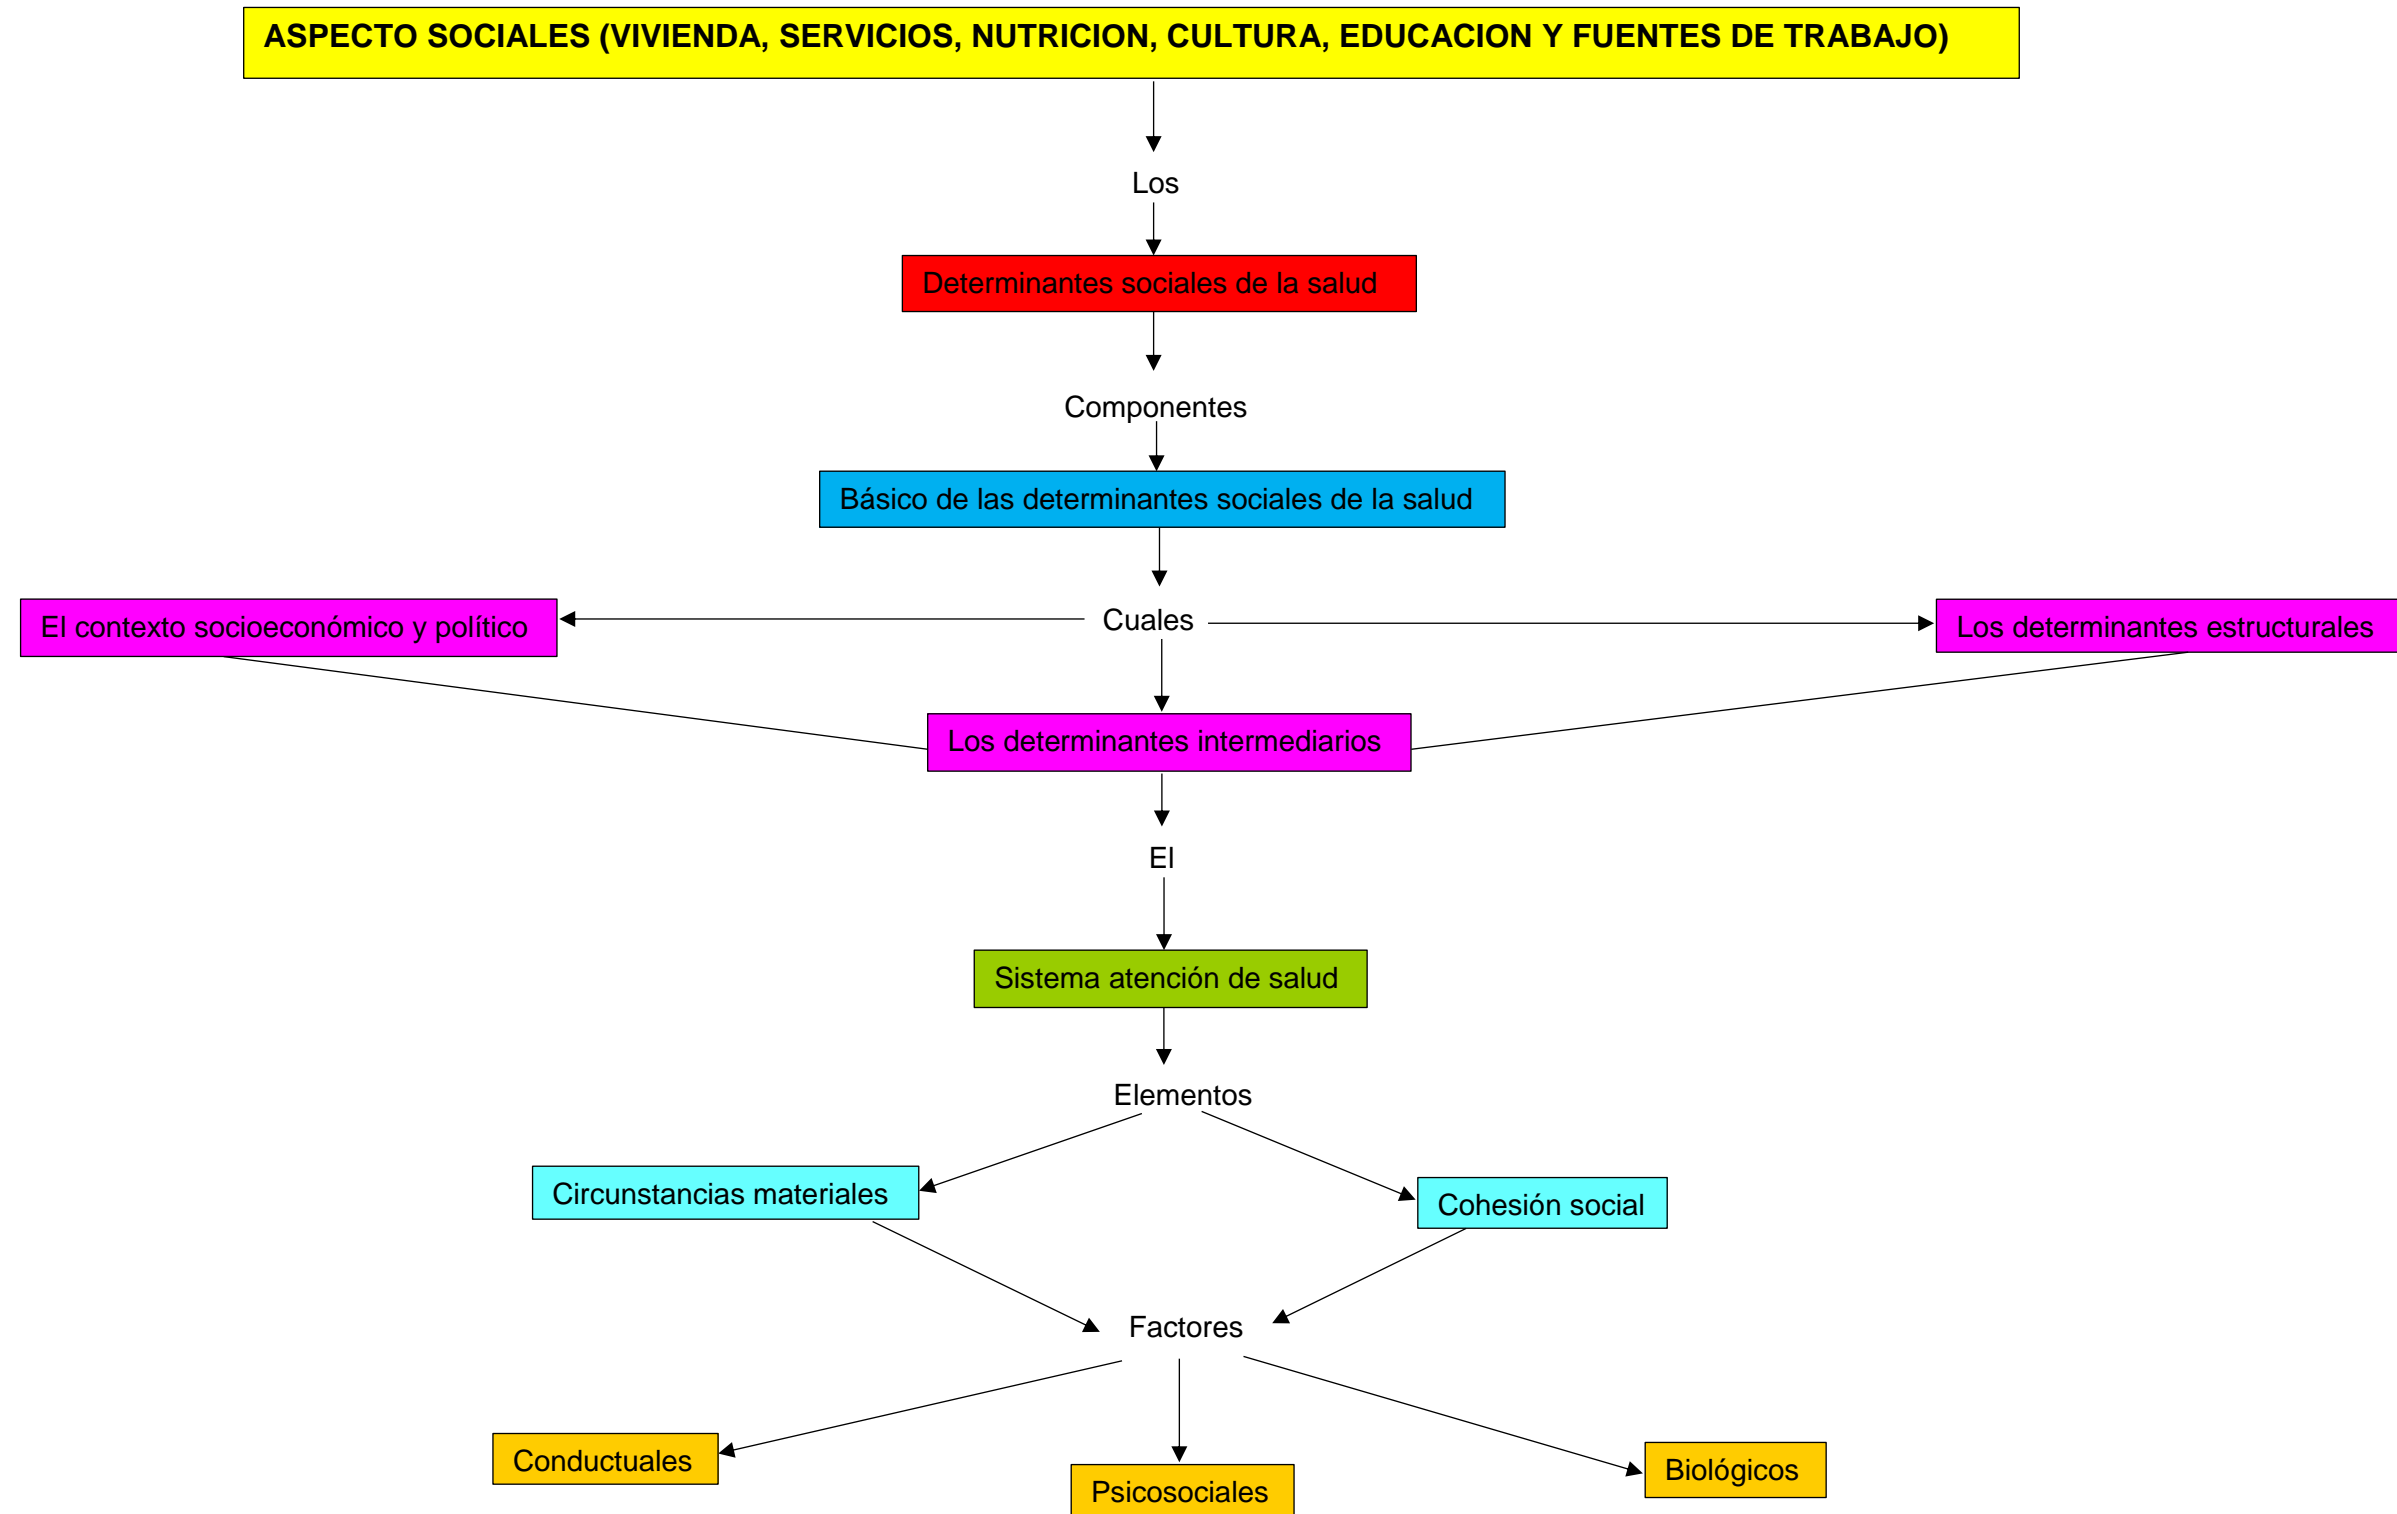 ASPECTO SOCIALES (VIVIENDA, SERVICIOS, NUTRICION, CULTURA, EDUCACION Y FUENTES DE TRABAJO)
Los
Determinantes sociales de la salud
Componentes
Básico de las determinantes sociales de la salud
Cuales
El contexto socioeconómico y político
Los determinantes estructurales
Los determinantes intermediarios
El
Sistema atención de salud
Elementos
Circunstancias materiales
Cohesión social
Factores
Conductuales
Psicosociales
Biológicos